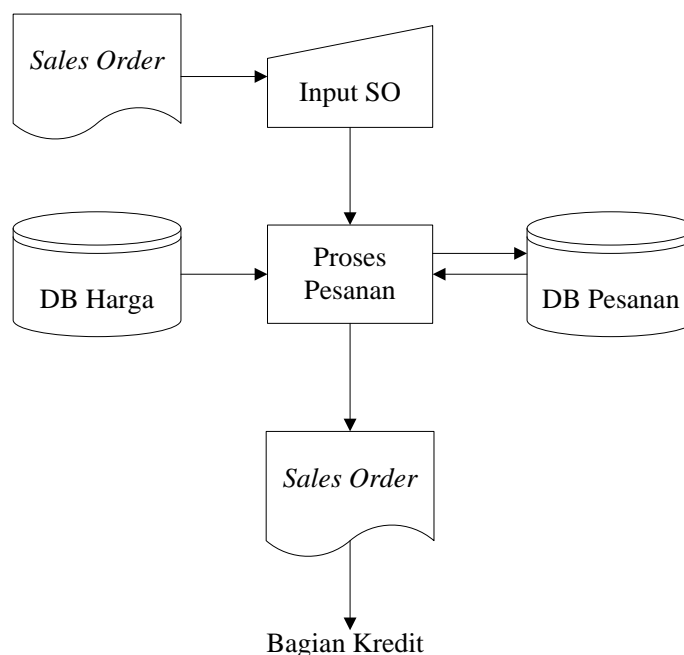 Sales Order
Input SO
DB Harga
Proses
Pesanan
DB Pesanan
Sales Order
Bagian Kredit